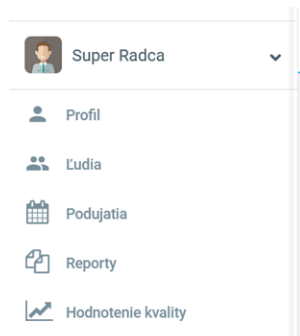 Super Radca
Profil
Ľudia
Podujatia
Reporty
Hodnotenie kvality